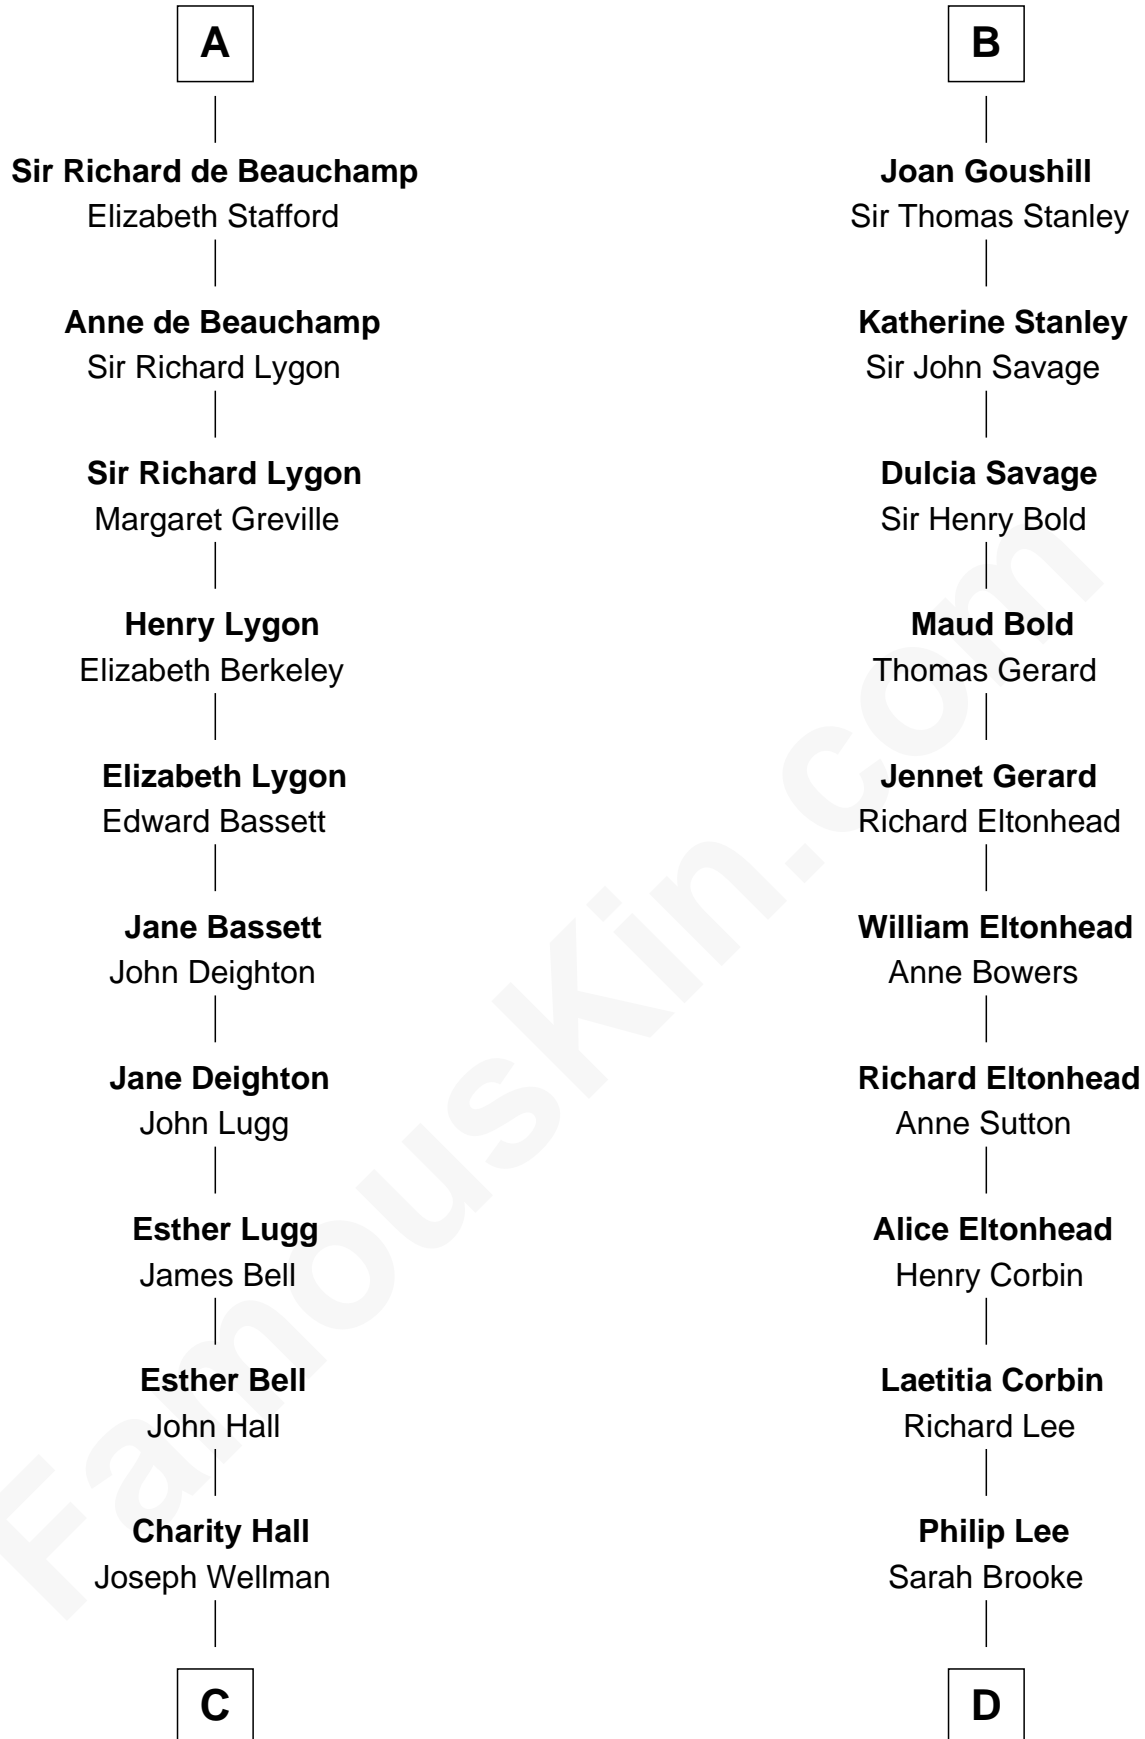 A
Sir Richard de Beauchamp
Elizabeth Stafford
Anne de Beauchamp
Sir Richard Lygon
Sir Richard Lygon
Margaret Greville
Henry Lygon
Elizabeth Berkeley
Elizabeth Lygon
Edward Bassett
Jane Bassett
John Deighton
Jane Deighton
John Lugg
Esther Lugg
James Bell
Esther Bell
John Hall
Charity Hall
Joseph Wellman
C
B
Joan Goushill
Sir Thomas Stanley
Katherine Stanley
Sir John Savage
Dulcia Savage
Sir Henry Bold
Maud Bold
Thomas Gerard
Jennet Gerard
Richard Eltonhead
William Eltonhead
Anne Bowers
Richard Eltonhead
Anne Sutton
Alice Eltonhead
Henry Corbin
Laetitia Corbin
Richard Lee
Philip Lee
Sarah Brooke
D
FamousKin.com